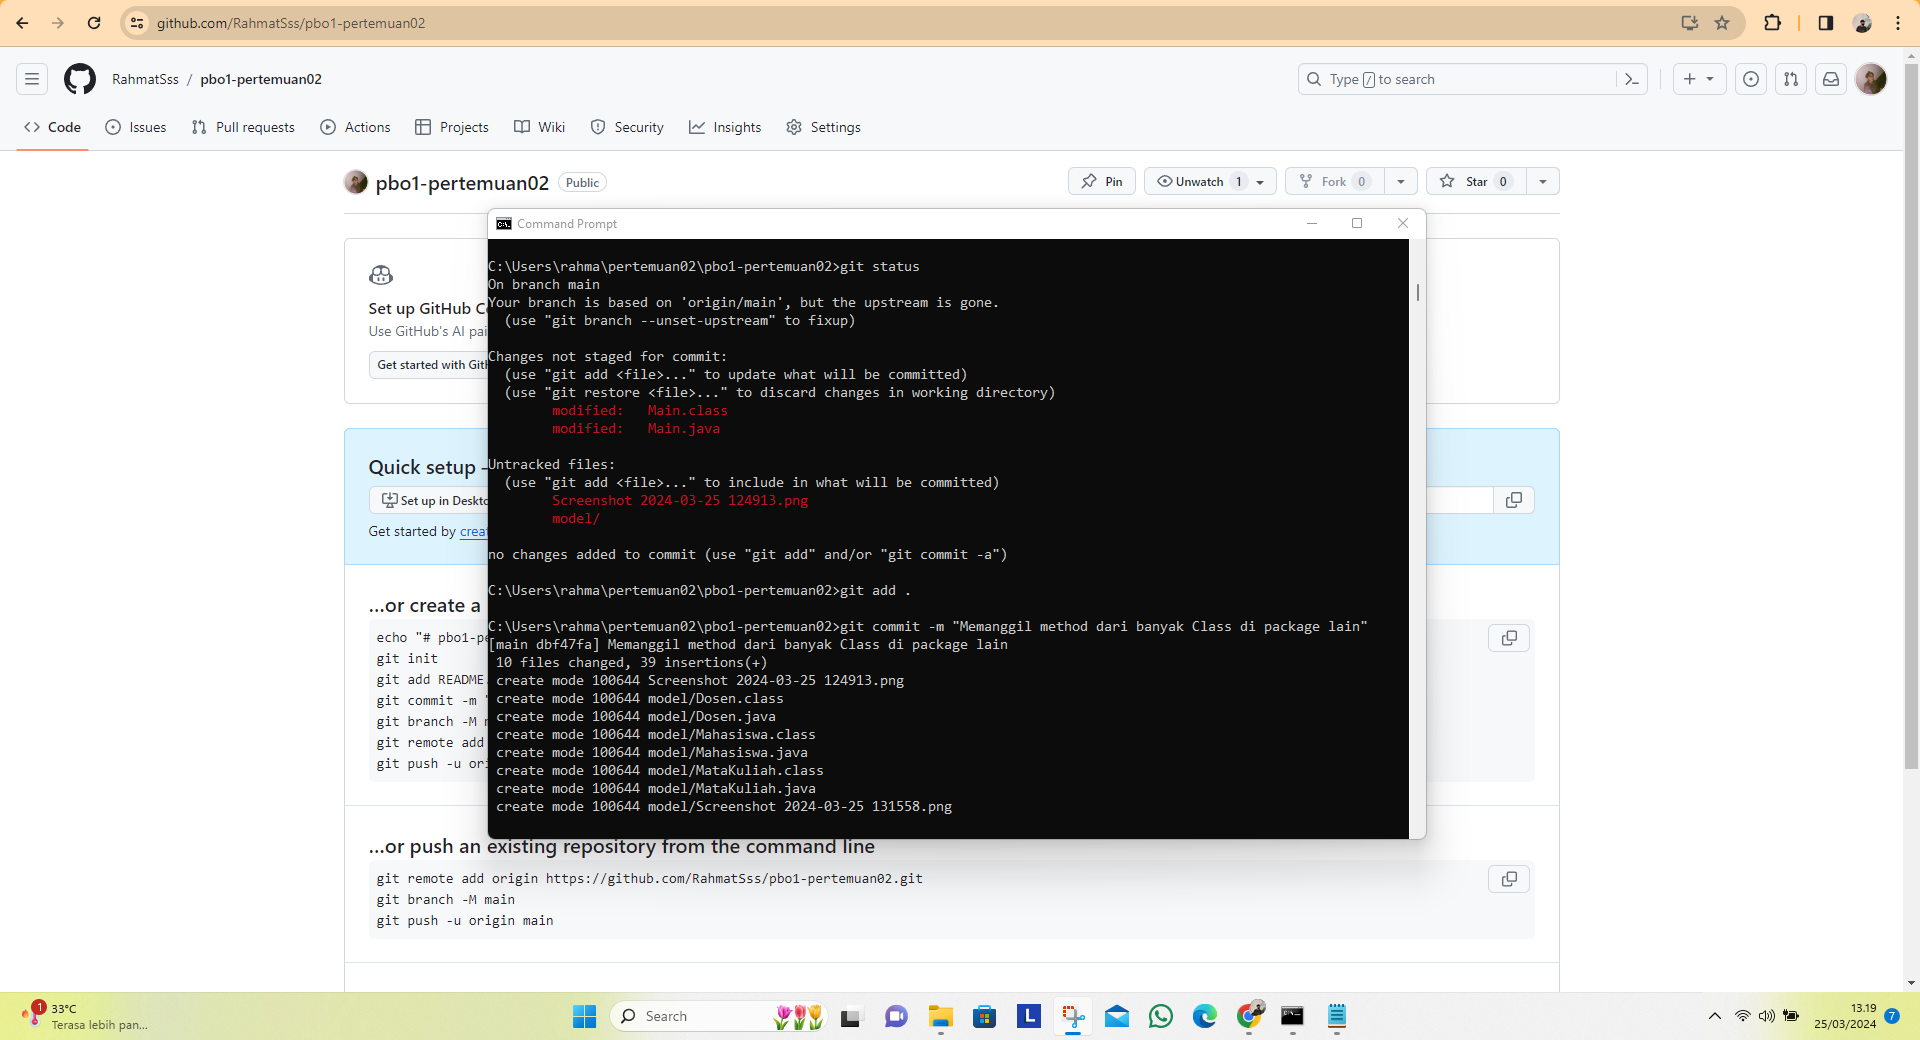 github.com/RahmatSss/pbo1-pertemuan02
RahmatSss / pbo1-pertemuan02
Type / to search
Code Issues Pull requests Actions Projects Wiki Security Insights Settings
pbo1-pertemuan02 Public
Pin Unwatch 1 Fork 0 Star 0
Set up GitHub C
Use GitHub's AI pai
Get started with Gith
Quick setup –
Set up in Deskto
Get started by creat
...or create a
echo "# pbo1-pe
git init
git add README.
git commit -m "
git branch -M m
git remote add
git push -u ori
Command Prompt
C:\Users\rahma\pertemuan02\pbo1-pertemuan02>git status
On branch main
Your branch is based on 'origin/main', but the upstream is gone.
(use "git branch --unset-upstream" to fixup)
Changes not staged for commit:
(use "git add <file>..." to update what will be committed)
(use "git restore <file>..." to discard changes in working directory)
modified: Main.class
modified: Main.java
Untracked files:
(use "git add <file>..." to include in what will be committed)
Screenshot 2024-03-25 124913.png
model/
no changes added to commit (use "git add" and/or "git commit -a")
C:\Users\rahma\pertemuan02\pbo1-pertemuan02>git add .
C:\Users\rahma\pertemuan02\pbo1-pertemuan02>git commit -m "Memanggil method dari banyak Class di package lain"
[main dbf47fa] Memanggil method dari banyak Class di package lain
10 files changed, 39 insertions(+)
create mode 100644 Screenshot 2024-03-25 124913.png
create mode 100644 model/Dosen.class
create mode 100644 model/Dosen.java
create mode 100644 model/Mahasiswa.class
create mode 100644 model/Mahasiswa.java
create mode 100644 model/MataKuliah.class
create mode 100644 model/MataKuliah.java
create mode 100644 model/Screenshot 2024-03-25 131558.png
...or push an existing repository from the command line
git remote add origin https://github.com/RahmatSss/pbo1-pertemuan02.git
git branch -M main
git push -u origin main
1
33°C
Terasa lebih pan...
Search
L
13.19
25/03/2024
7